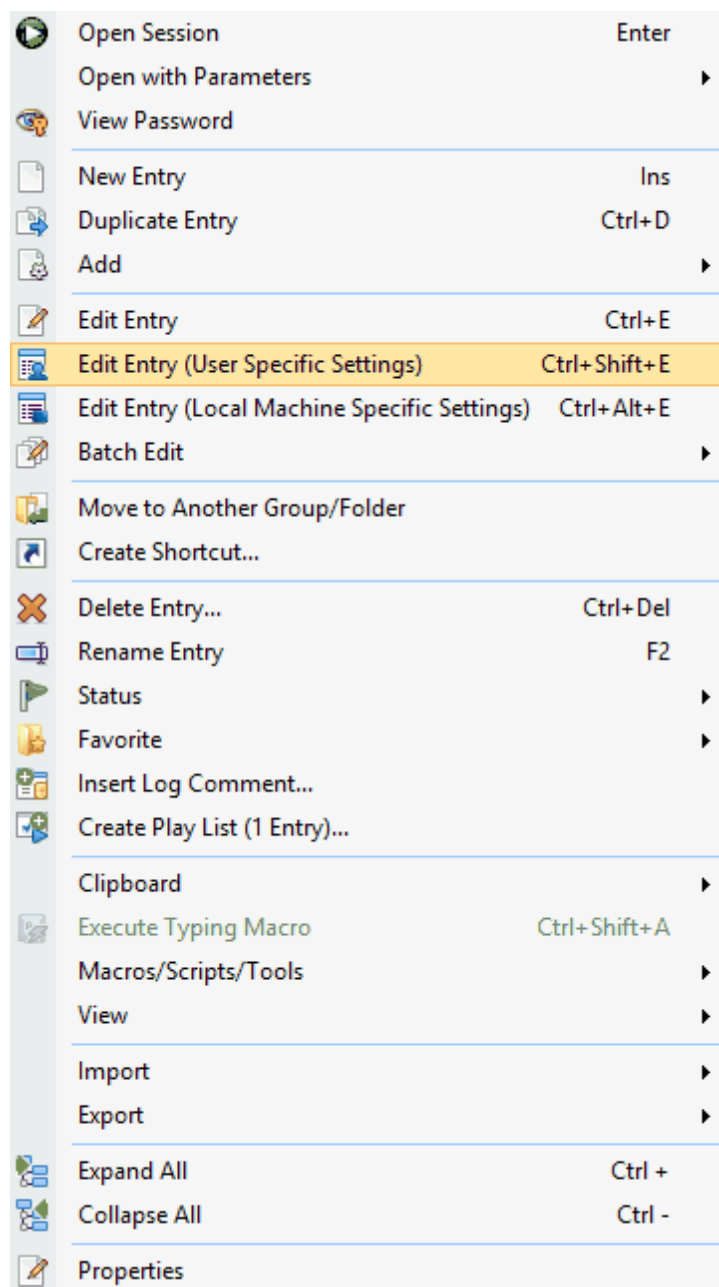 Open Session Enter
Open with Parameters
View Password
New Entry Ins
Duplicate Entry Ctrl+D
Add
Edit Entry Ctrl+E
Edit Entry (User Specific Settings) Ctrl+Shift+E
Edit Entry (Local Machine Specific Settings) Ctrl+Alt+E
Batch Edit
Move to Another Group/Folder
Create Shortcut...
Delete Entry... Ctrl+Del
Rename Entry F2
Status
Favorite
Insert Log Comment...
Create Play List (1 Entry)...
Clipboard
Execute Typing Macro Ctrl+Shift+A
Macros/Scripts/Tools
View
Import
Export
Expand All Ctrl +
Collapse All Ctrl -
Properties